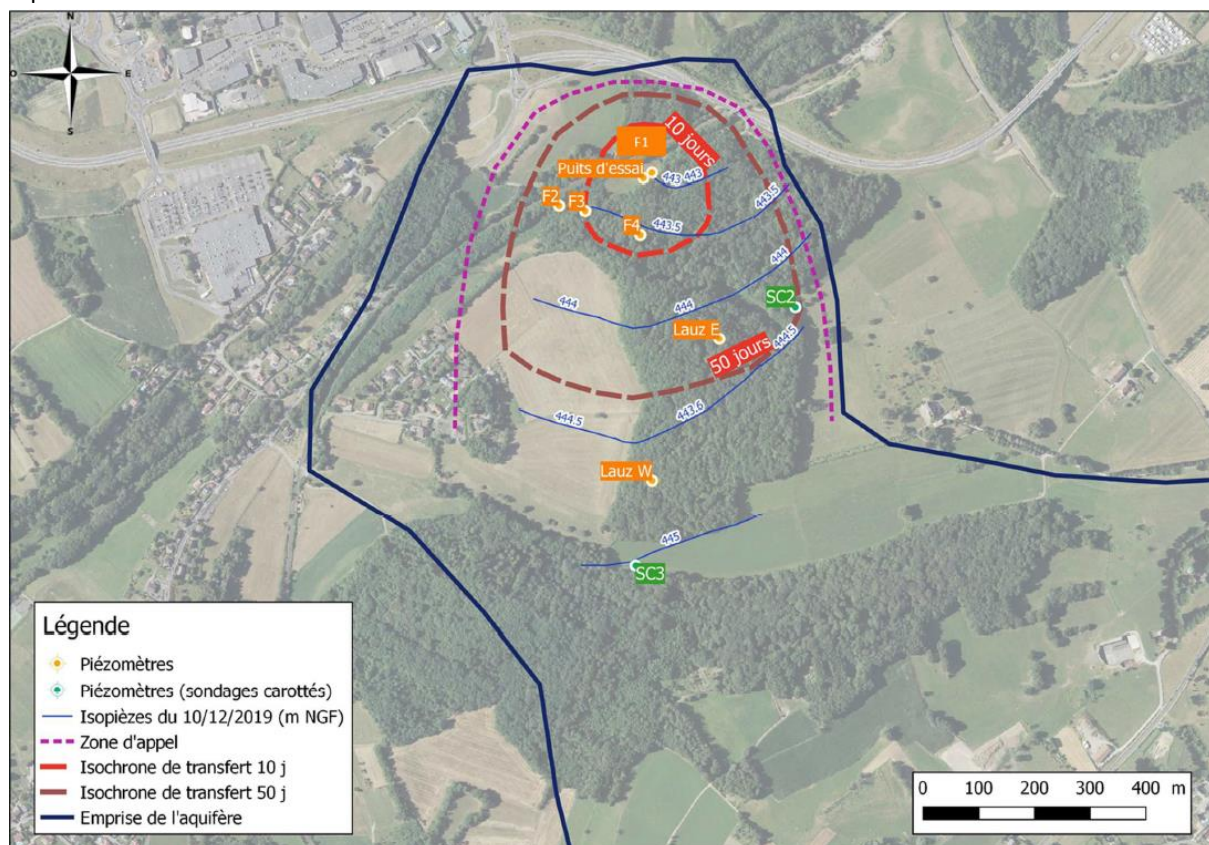 N
O
E
S
F1
10 jours
Puits d'essai
443 443
F2
F3
443.5
443.5
F4
444
444
444
SC2
Lauz E
50 jours
444.5
444.5
443.6
Lauz W
445
SC3
Légende
Piézomètres
Piézomètres (sondages carottés)
Isopièzes du 10/12/2019 (m NGF)
Zone d'appel
Isochrone de transfert 10 j
Isochrone de transfert 50 j
Emprise de l'aquifère
0 100 200 300 400 m